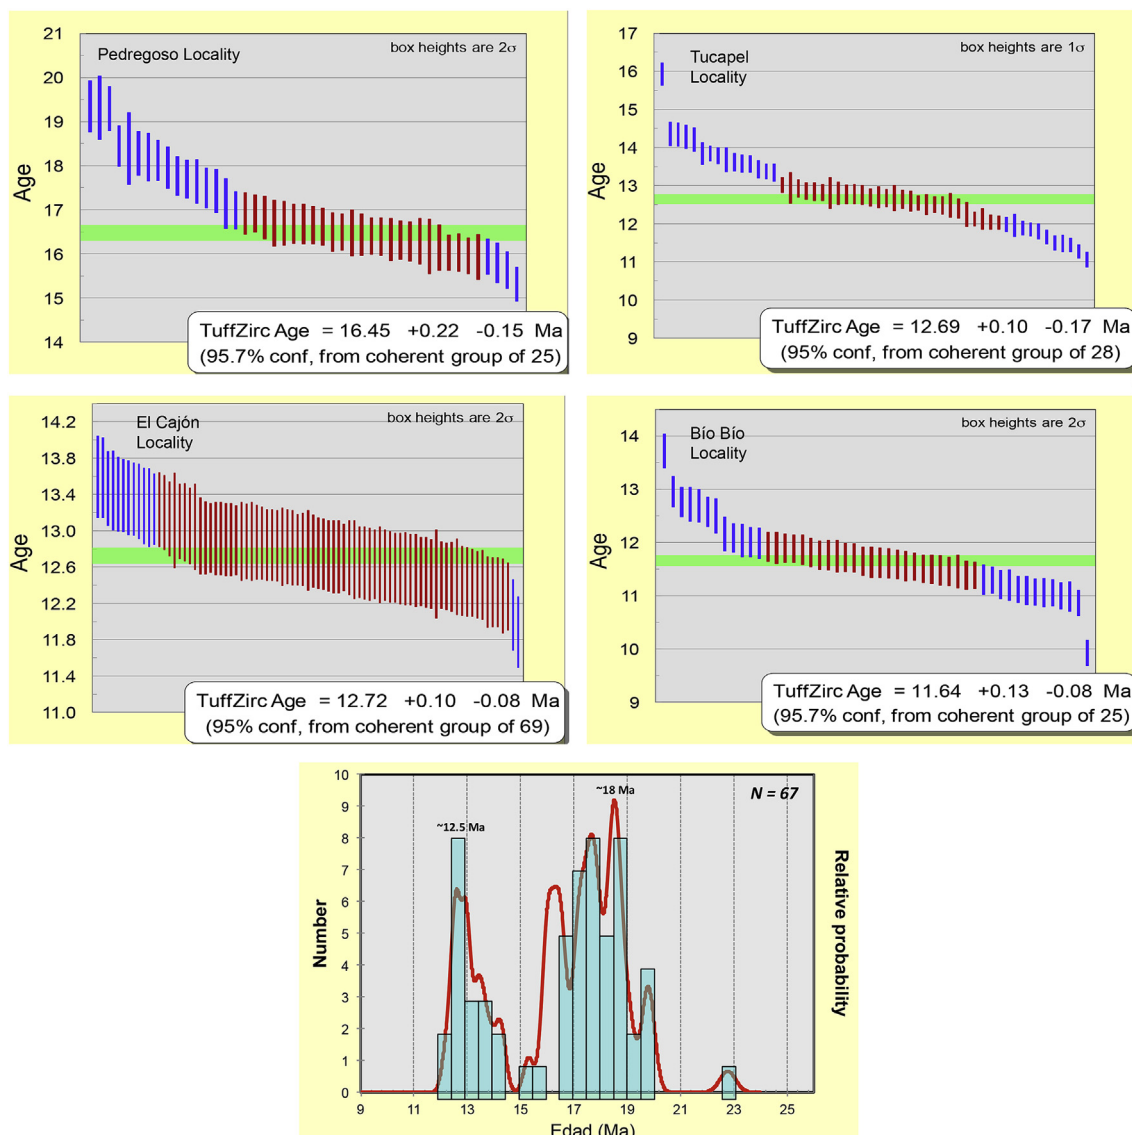 Pedregoso Locality
box heights are 2σ
Age
21
20
19
18
17
16
15
14
TuffZirc Age = 16.45 +0.22 -0.15 Ma
(95.7% conf, from coherent group of 25)
Tucapel
Locality
box heights are 1σ
Age
17
16
15
14
13
12
11
10
9
TuffZirc Age = 12.69 +0.10 -0.17 Ma
(95% conf, from coherent group of 28)
El Cajón
Locality
box heights are 2σ
Age
14.2
13.8
13.4
13.0
12.6
12.2
11.8
11.4
11.0
TuffZirc Age = 12.72 +0.10 -0.08 Ma
(95% conf, from coherent group of 69)
Bío Bío
Locality
box heights are 2σ
Age
14
13
12
11
10
9
TuffZirc Age = 11.64 +0.13 -0.08 Ma
(95.7% conf, from coherent group of 25)
~12.5 Ma
~18 Ma
N = 67
Number
Relative probability
10
9
8
7
6
5
4
3
2
1
0
9 11 13 15 17 19 21 23 25
Edad (Ma)